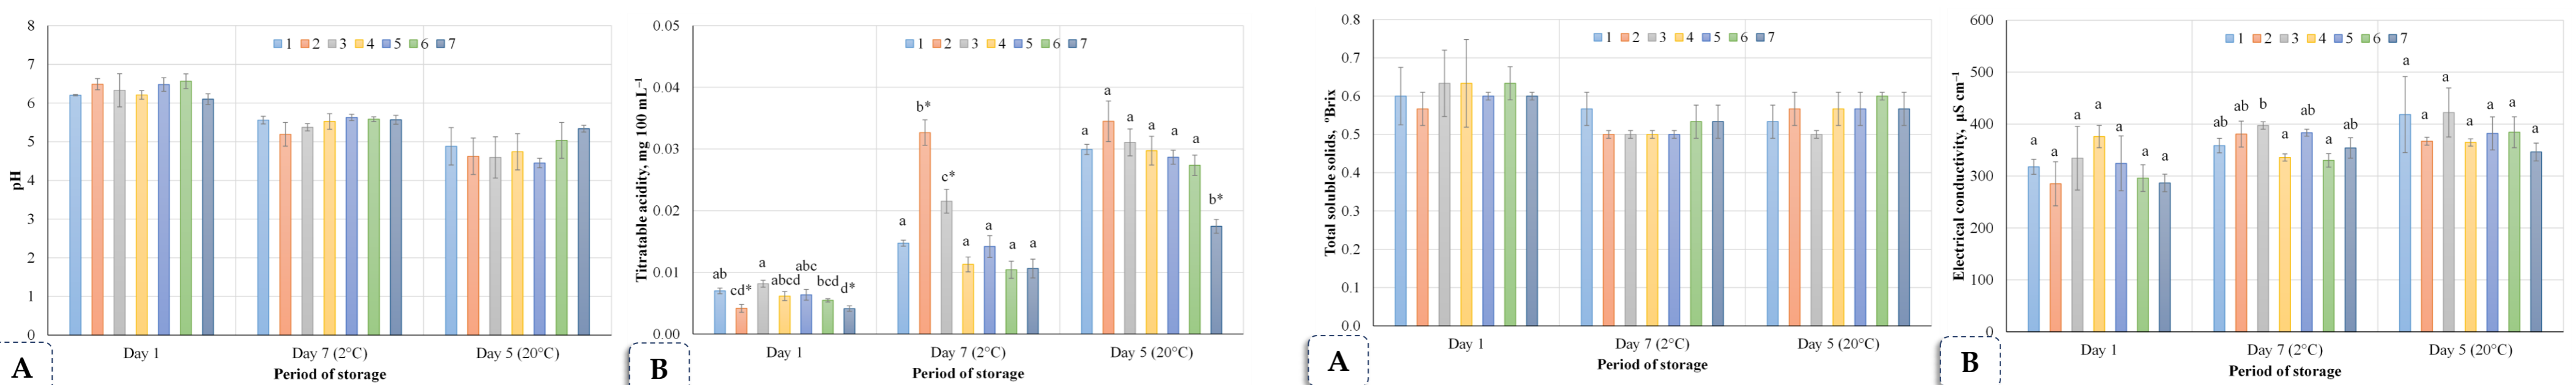 8
7
6
5
4
3
2
1
0
pH
1 2 3 4 5 6 7
Day 1
Day 7 (2°C)
Day 5 (20°C)
Period of storage
A
0.05
0.04
0.03
0.02
0.01
0.00
Titratable acidity, mg 100 mL⁻¹
1 2 3 4 5 6 7
ab
cd*
a
abcd
abc
bcd
d*
a
b*
c*
a
a
a
a
a
a
a
a
a
a
b*
Day 1
Day 7 (2°C)
Day 5 (20°C)
Period of storage
B
0.8
0.7
0.6
0.5
0.4
0.3
0.2
0.1
0.0
Total soluble solids, °Brix
1 2 3 4 5 6 7
Day 1
Day 7 (2°C)
Day 5 (20°C)
Period of storage
A
600
500
400
300
200
100
0
Electrical conductivity, μS cm⁻¹
1 2 3 4 5 6 7
a
a
a
a
a
a
a
ab
ab
b
a
ab
a
ab
a
a
a
a
a
a
a
Day 1
Day 7 (2°C)
Day 5 (20°C)
Period of storage
B